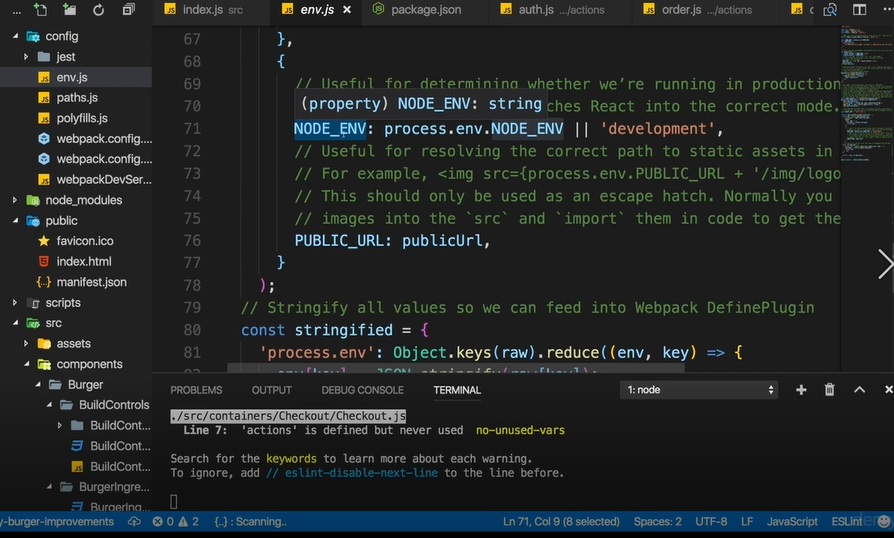 index.js src
env.js
package.json
auth.js .../actions
order.js .../actions
config
jest
env.js
paths.js
polyfills.js
webpack.config....
webpack.config....
webpackDevSer...
node_modules
public
favicon.ico
index.html
manifest.json
scripts
src
assets
components
Burger
BuildControls
BuildCont...
BuildCont...
BuildCont...
BurgerIngre...
BurgerIng...
67 },
68 {
69 // Useful for determining whether we're running in production
(property) NODE_ENV: string
70 ches React into the correct mode.
71 NODE_ENV: process.env.NODE_ENV || 'development',
72 // Useful for resolving the correct path to static assets in
73 // For example, <img src={process.env.PUBLIC_URL + '/img/logo
74 // This should only be used as an escape hatch. Normally you
75 // images into the `src` and `import` them in code to get the
76 PUBLIC_URL: publicUrl,
77 }
78 );
79 // Stringify all values so we can feed into Webpack DefinePlugin
80 const stringified = {
81 'process.env': Object.keys(raw).reduce((env, key) => {
env[key] = JSON.stringify(raw[key]);
PROBLEMS OUTPUT DEBUG CONSOLE TERMINAL 1: node
./src/containers/Checkout/Checkout.js
Line 7: 'actions' is defined but never used no-unused-vars
Search for the keywords to learn more about each warning.
To ignore, add // eslint-disable-next-line to the line before.
y-burger-improvements 0 2 {..} : Scanning.. Ln 71, Col 9 (8 selected) Spaces: 2 UTF-8 LF JavaScript ESLint